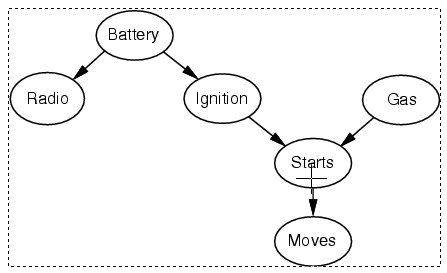 Battery
Radio
Ignition
Gas
Starts
Moves